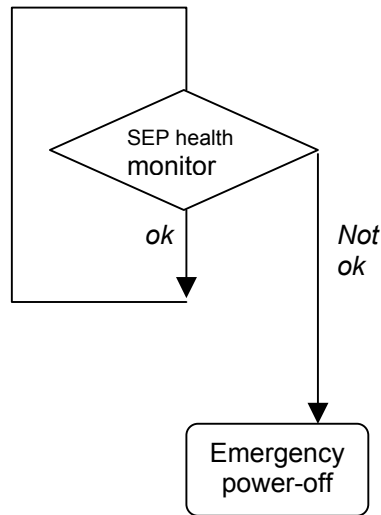 SEP health
monitor
ok
Not
ok
Emergency
power-off